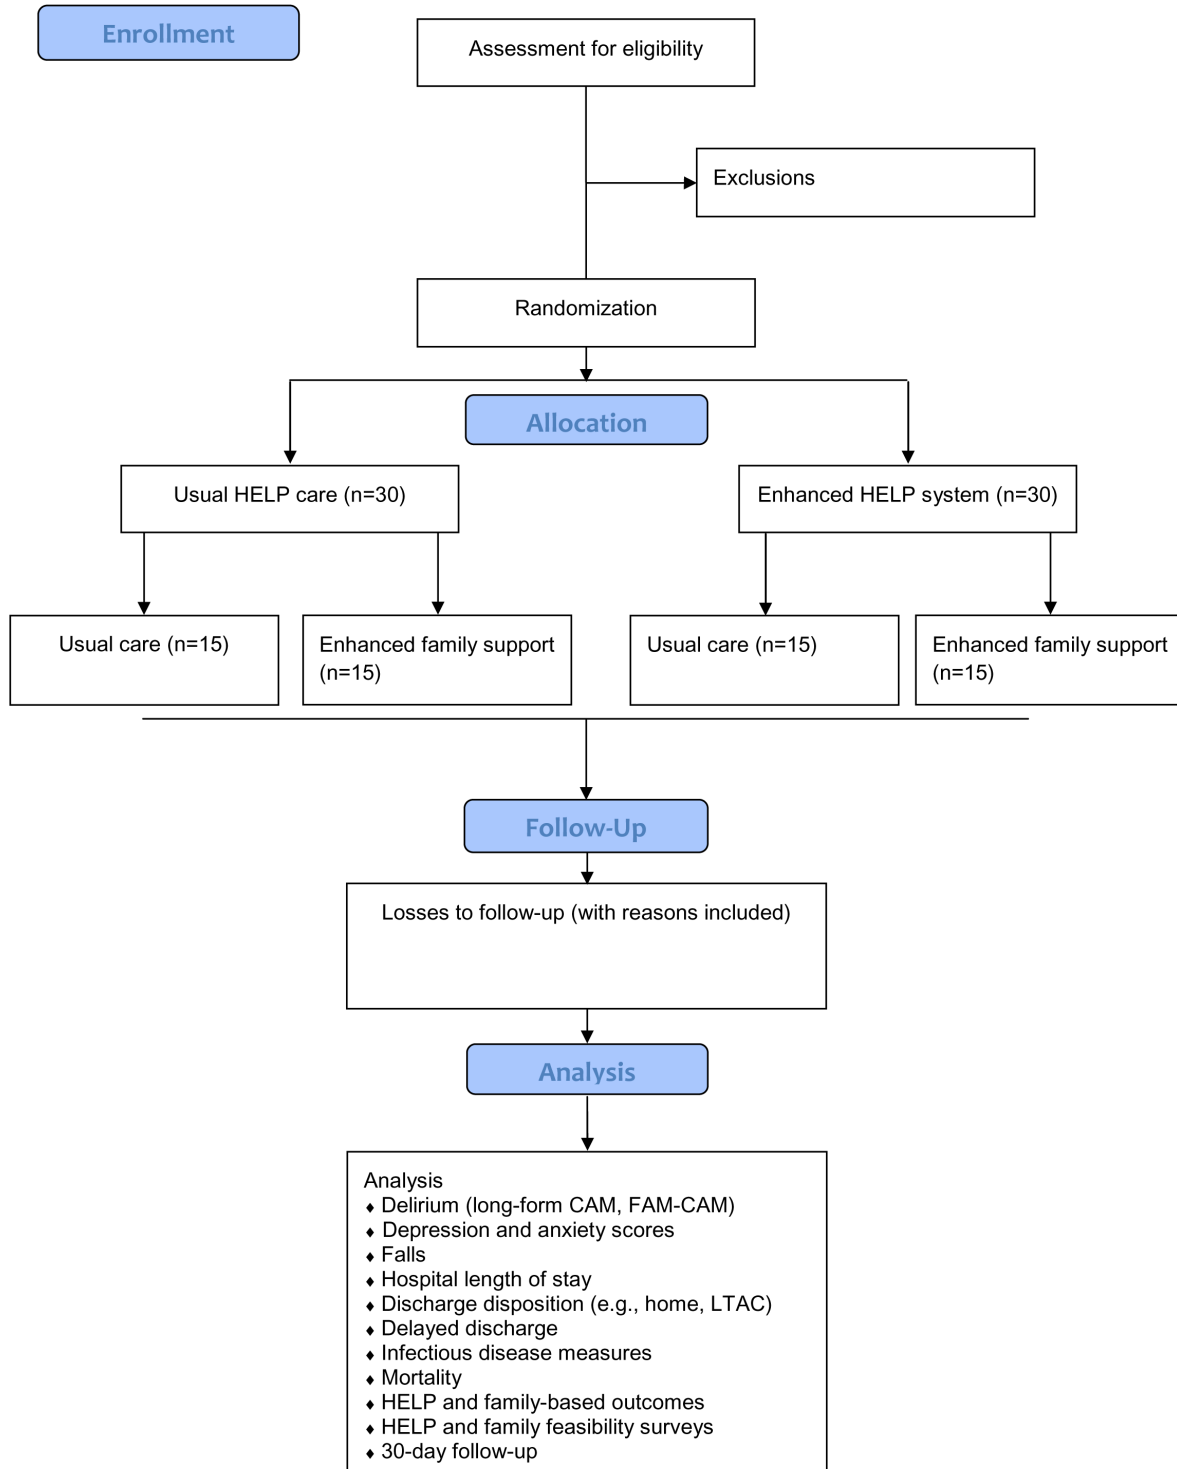 Enrollment
Assessment for eligibility
Exclusions
Randomization
Allocation
Usual HELP care (n=30)
Enhanced HELP system (n=30)
Usual care (n=15)
Enhanced family support
(n=15)
Usual care (n=15)
Enhanced family support
(n=15)
Follow-Up
Losses to follow-up (with reasons included)
Analysis
Analysis
♦ Delirium (long-form CAM, FAM-CAM)
♦ Depression and anxiety scores
♦ Falls
♦ Hospital length of stay
♦ Discharge disposition (e.g., home, LTAC)
♦ Delayed discharge
♦ Infectious disease measures
♦ Mortality
♦ HELP and family-based outcomes
♦ HELP and family feasibility surveys
♦ 30-day follow-up